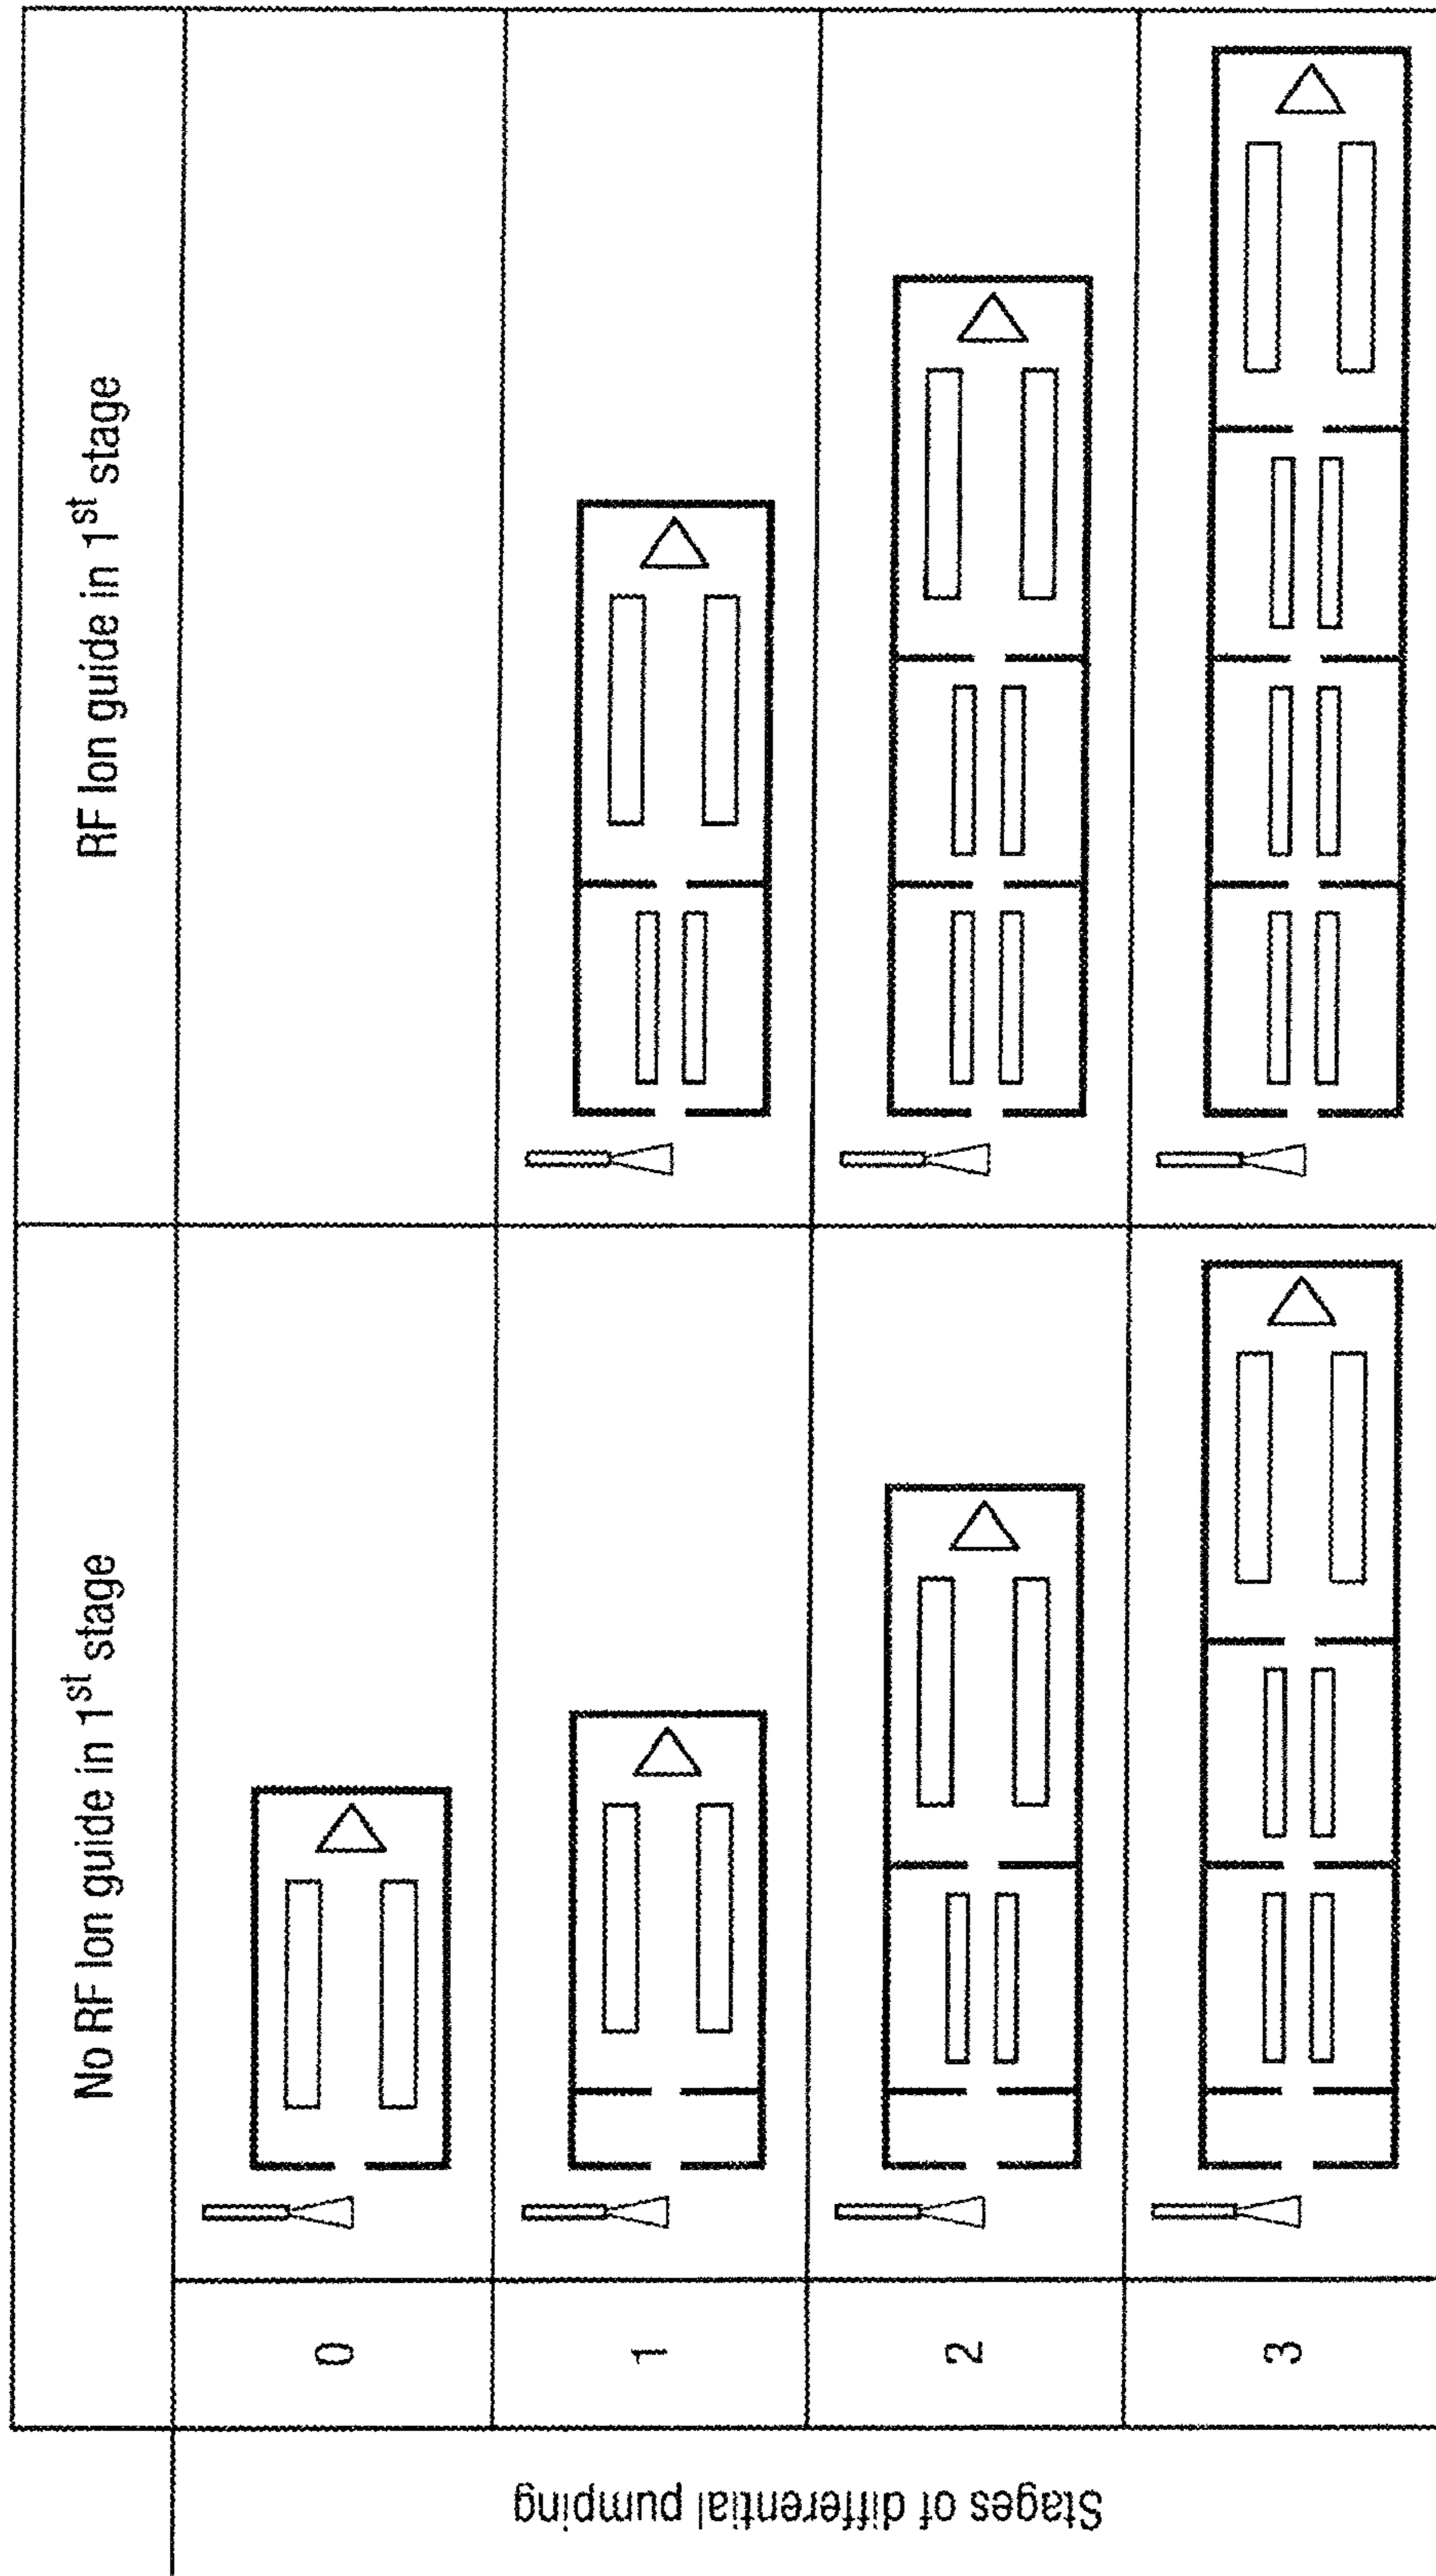 No RF Ion guide in 1st stage
RF Ion guide in 1st stage
Stages of differential pumping
0
1
2
3